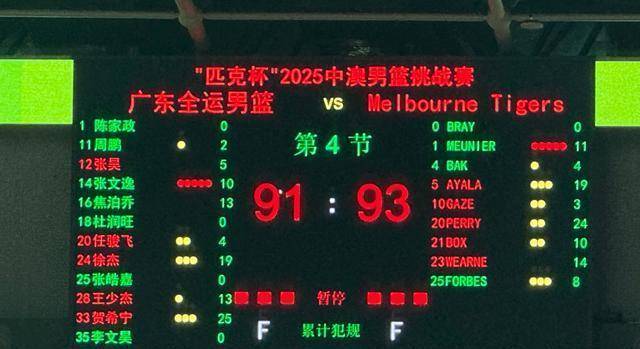 "匹克杯"2025中澳男篮挑战赛
广东全运男篮 VS Melbourne Tigers
1 陈家政 0
11 周鹏 2
12 张昊 5
14 张文逸 10
16 焦泊乔 13
18 杜润旺 0
20 任骏飞 4
24 徐杰 19
25 张皓嘉 0
28 王少杰 13
33 贺希宁 25
35 李文昊 0
第4节
91 : 93
暂停
F 累计犯规 F
0 BRAY 0
1 MEUNIER 11
4 BAK 4
5 AYALA 19
10 GAZE 3
20 PERRY 24
21 BOX 10
23 WEARNE 14
25 FORBES 8